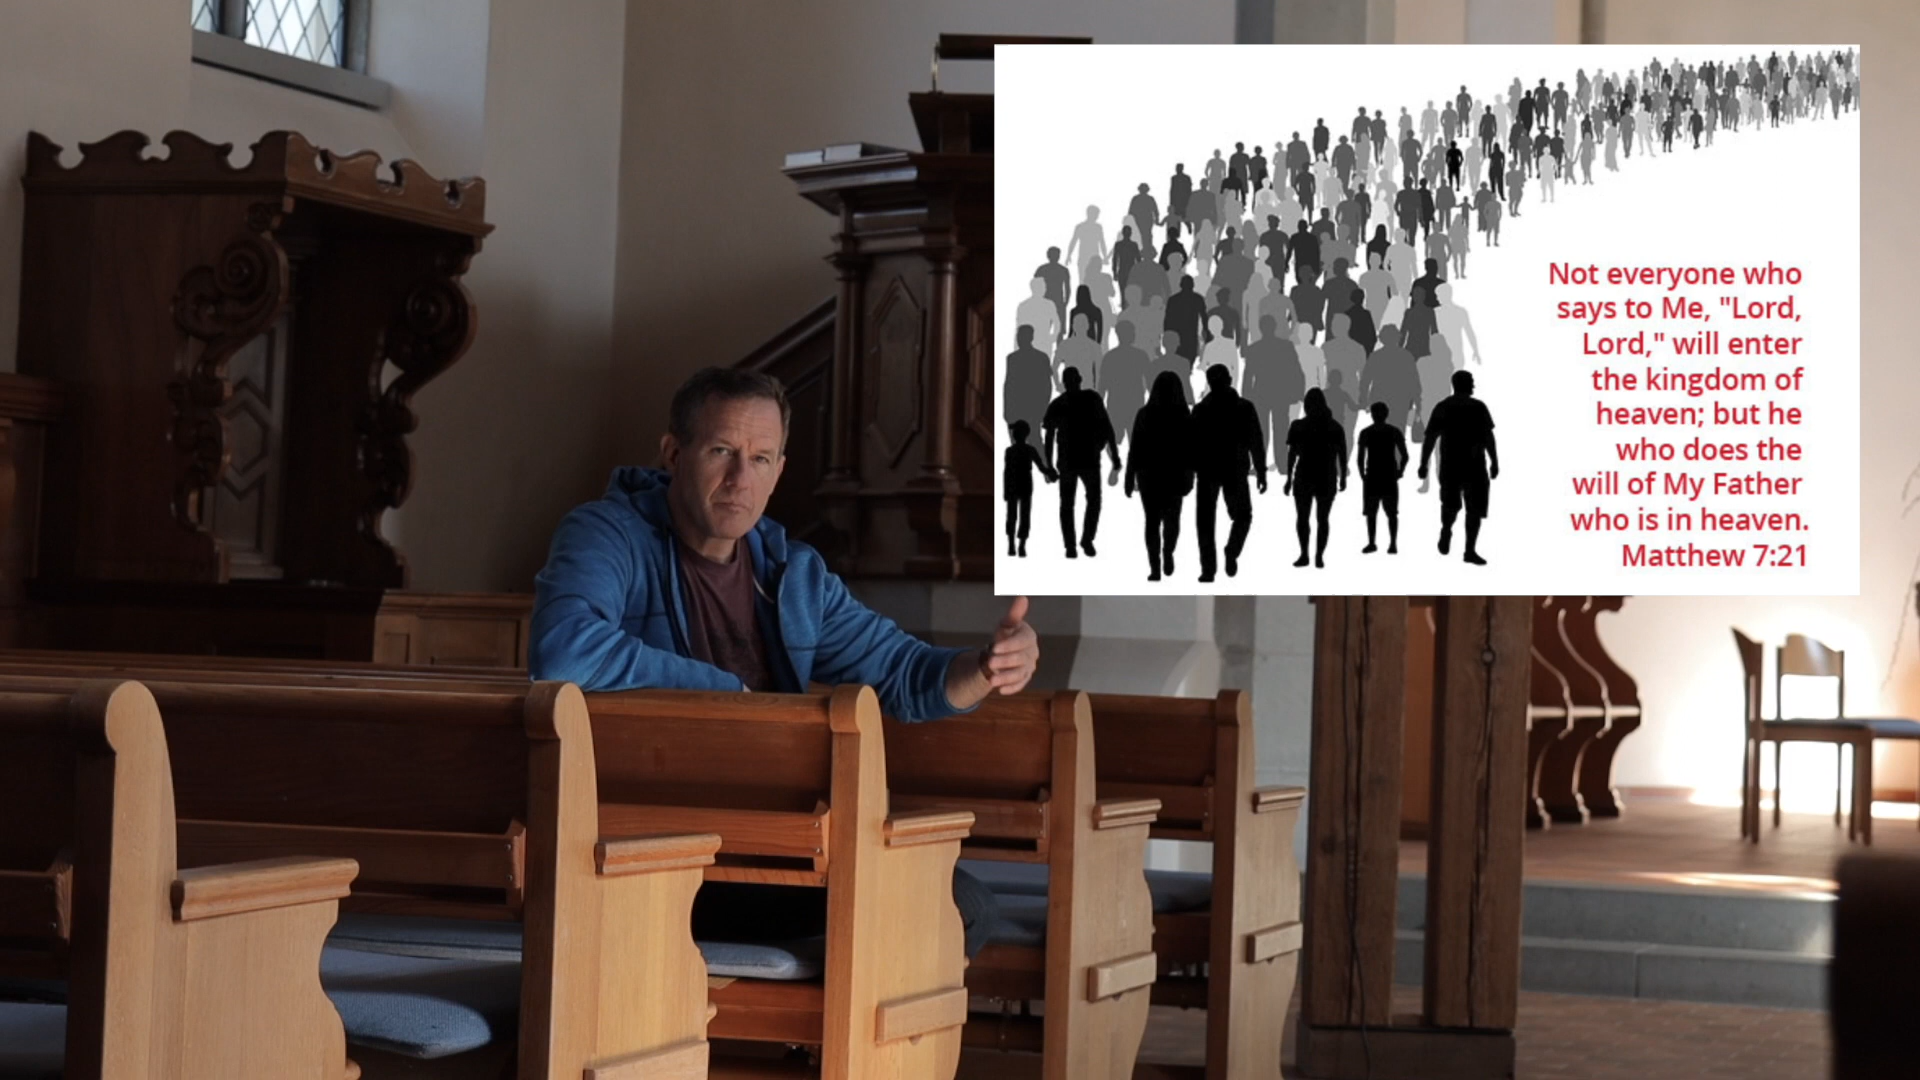 Not everyone who
says to Me, "Lord,
Lord," will enter
the kingdom of
heaven; but he
who does the
will of My Father
who is in heaven.
Matthew 7:21